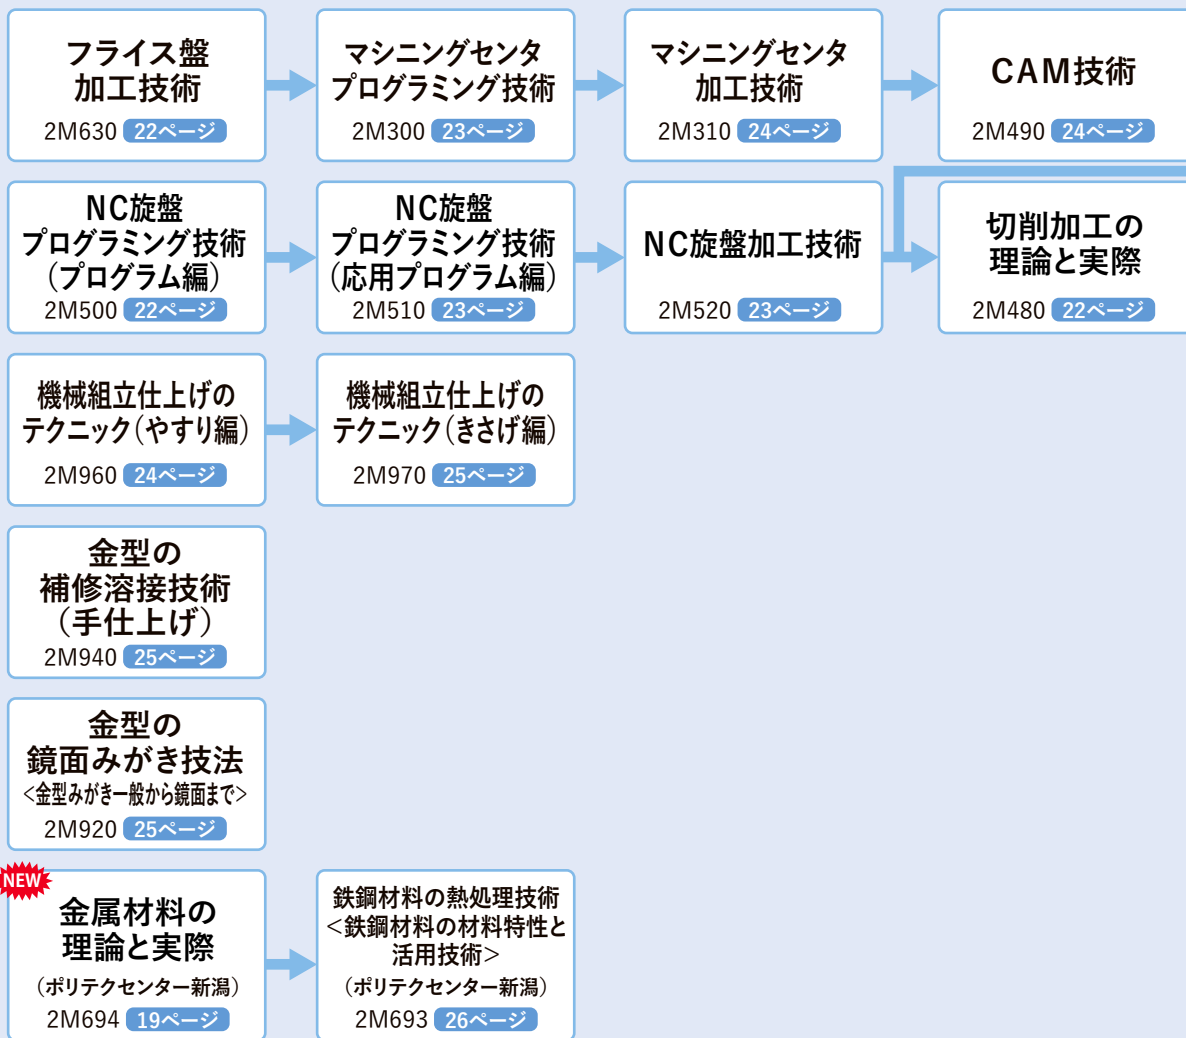 フライス盤
加工技術
2M630 22ページ
マシニングセンタ
プログラミング技術
2M300 23ページ
マシニングセンタ
加工技術
2M310 24ページ
CAM技術
2M490 24ページ
NC旋盤
プログラミング技術
(プログラム編)
2M500 22ページ
NC旋盤
プログラミング技術
(応用プログラム編)
2M510 23ページ
NC旋盤加工技術
2M520 23ページ
切削加工の
理論と実際
2M480 22ページ
機械組立仕上げの
テクニック(やすり編)
2M960 24ページ
機械組立仕上げの
テクニック(きさげ編)
2M970 25ページ
金型の
補修溶接技術
(手仕上げ)
2M940 25ページ
金型の
鏡面みがき技法
<金型みがき一般から鏡面まで>
2M920 25ページ
NEW
金属材料の
理論と実際
(ポリテクセンター新潟)
2M694 19ページ
鉄鋼材料の熱処理技術
<鉄鋼材料の材料特性と
活用技術>
(ポリテクセンター新潟)
2M693 26ページ